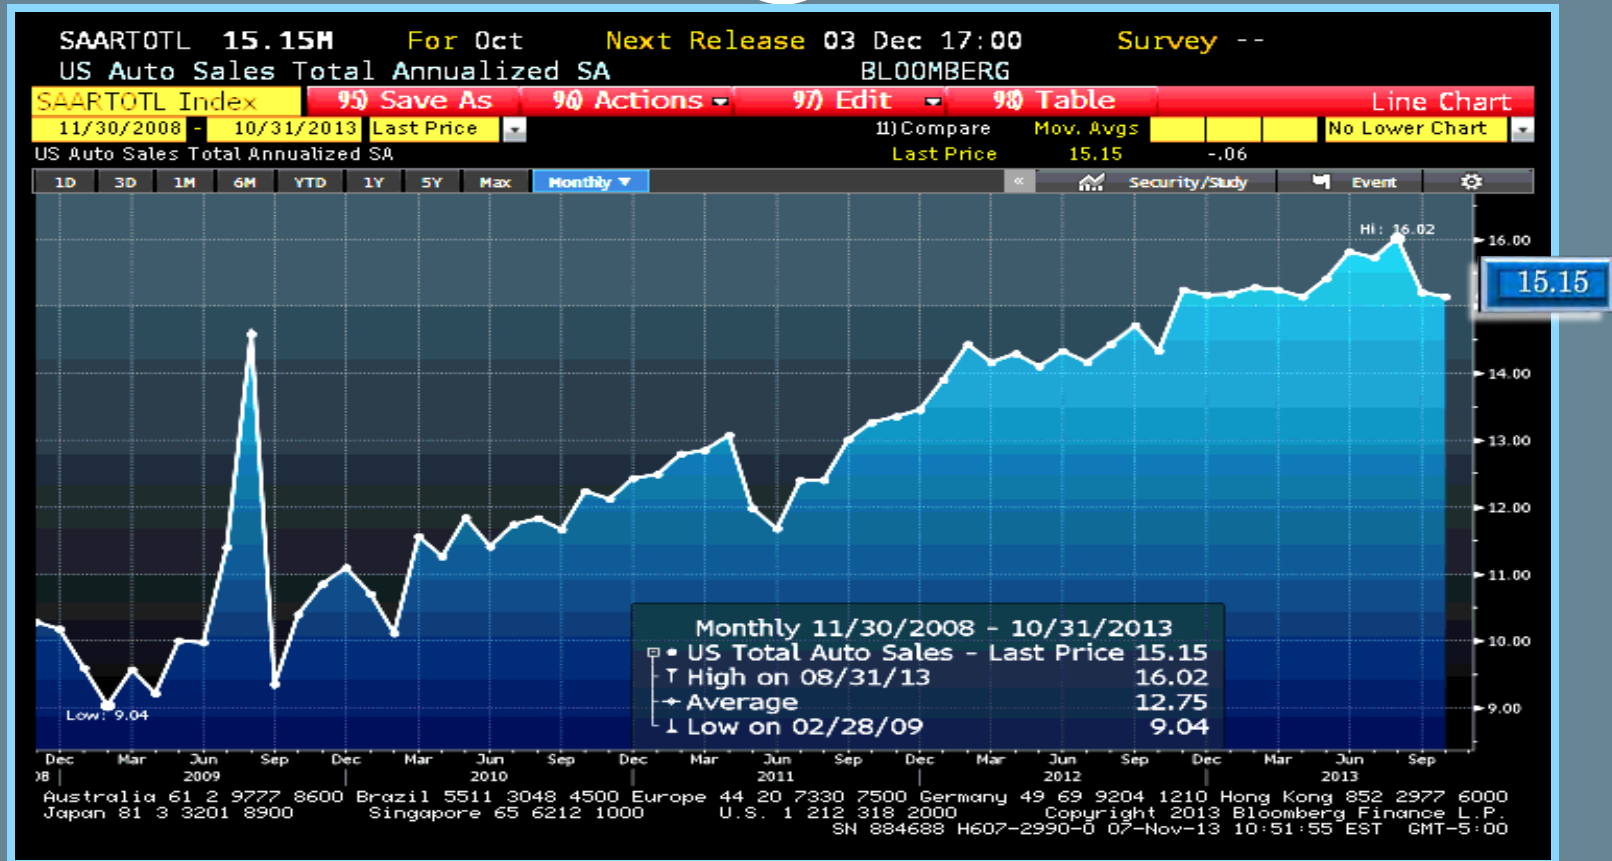 SAARTOTL 15.15M For Oct Next Release 03 Dec 17:00 Survey --
US Auto Sales Total Annualized SA BLOOMBERG
SAARTOTL Index 95) Save As 96) Actions 97) Edit 98) Table Line Chart
11/30/2008 - 10/31/2013 Last Price 11) Compare Mov. Avgs No Lower Chart
US Auto Sales Total Annualized SA Last Price 15.15 -.06
1D 3D 1M 6M YTD 1Y 5Y Max Monthly ▼ « Security/Study Event
Hi: 16.02
16.00
15.15
14.00
13.00
12.00
11.00
10.00
9.00
Low: 9.04
Monthly 11/30/2008 - 10/31/2013
US Total Auto Sales - Last Price 15.15
High on 08/31/13 16.02
Average 12.75
Low on 02/28/09 9.04
Dec Mar Jun Sep Dec Mar Jun Sep Dec Mar Jun Sep Dec Mar Jun Sep Dec Mar Jun Sep
08 2009 2010 2011 2012 2013
Australia 61 2 9777 8600 Brazil 5511 3048 4500 Europe 44 20 7330 7500 Germany 49 69 9204 1210 Hong Kong 852 2977 6000
Japan 81 3 3201 8900 Singapore 65 6212 1000 U.S. 1 212 318 2000 Copyright 2013 Bloomberg Finance L.P.
SN 884688 H607-2990-0 07-Nov-13 10:51:55 EST GMT-5:00